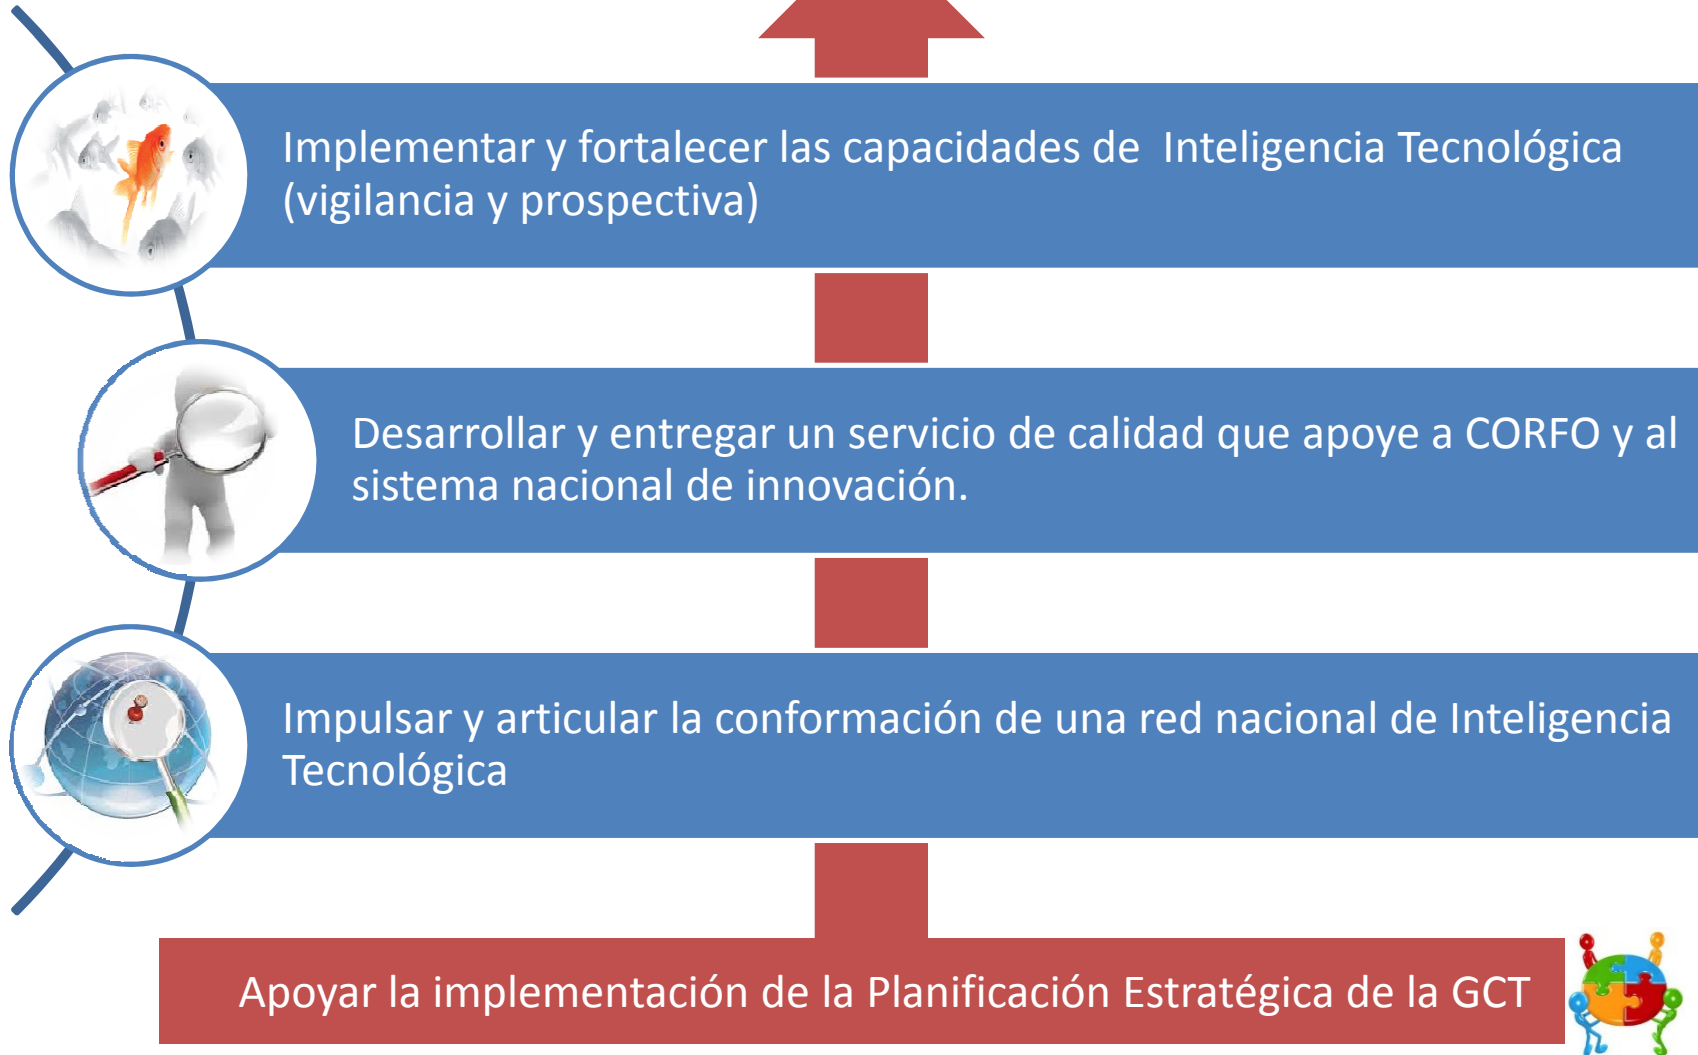 Implementar y fortalecer las capacidades de  Inteligencia Tecnológica
(vigilancia y prospectiva)
Desarrollar y entregar un servicio de calidad que apoye a CORFO y al
sistema nacional de innovación.
Impulsar y articular la conformación de una red nacional de Inteligencia
Tecnológica
Apoyar la implementación de la Planificación Estratégica de la GCT